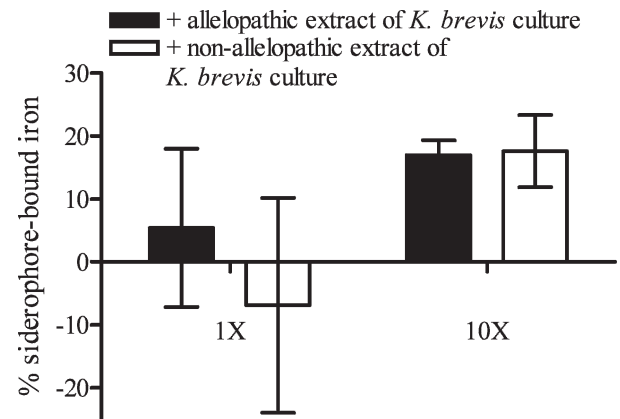 + allelopathic extract of K. brevis culture
+ non-allelopathic extract of
K. brevis culture
% siderophore-bound iron
30
20
10
0
-10
-20
1X
10X